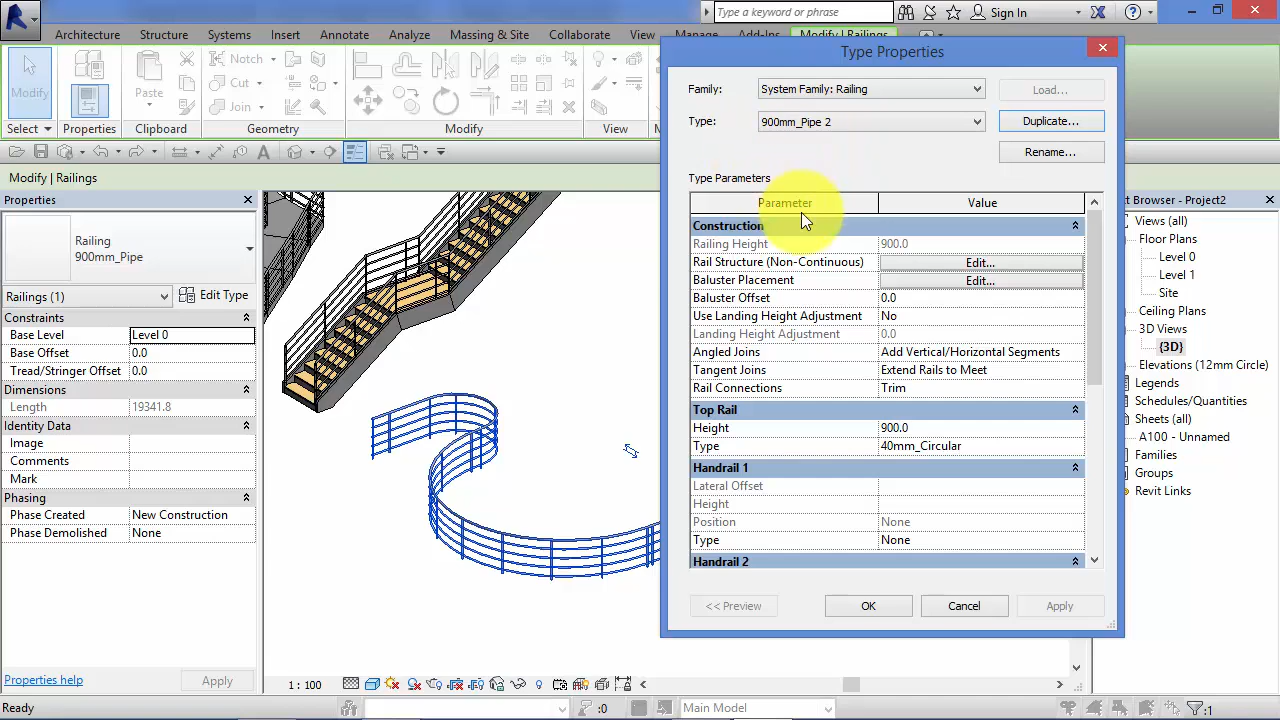 Type a keyword or phrase
Sign In
Architecture Structure Systems Insert Annotate Analyze Massing & Site Collaborate View Manage Add-Ins Modify | Railings
Modify
Paste
Notch
Cut
Join
Select Properties Clipboard Geometry Modify View
Modify | Railings
Properties
Railing
900mm_Pipe
Railings (1)
Edit Type
Constraints
Base Level Level 0
Base Offset 0.0
Tread/Stringer Offset 0.0
Dimensions
Length 19341.8
Identity Data
Image
Comments
Mark
Phasing
Phase Created New Construction
Phase Demolished None
Properties help
Apply
Type Properties
Family: System Family: Railing
Load...
Type: 900mm_Pipe 2
Duplicate...
Rename...
Type Parameters
Parameter Value
Construction
Railing Height 900.0
Rail Structure (Non-Continuous) Edit...
Baluster Placement Edit...
Baluster Offset 0.0
Use Landing Height Adjustment No
Landing Height Adjustment 0.0
Angled Joins Add Vertical/Horizontal Segments
Tangent Joins Extend Rails to Meet
Rail Connections Trim
Top Rail
Height 900.0
Type 40mm_Circular
Handrail 1
Lateral Offset
Height
Position None
Type None
Handrail 2
<< Preview OK Cancel Apply
ct Browser - Project2
Views (all)
Floor Plans
Level 0
Level 1
Site
Ceiling Plans
3D Views
{3D}
Elevations (12mm Circle)
Legends
Schedules/Quantities
Sheets (all)
A100 - Unnamed
Families
Groups
Revit Links
1 : 100
Ready
:0
Main Model
:1